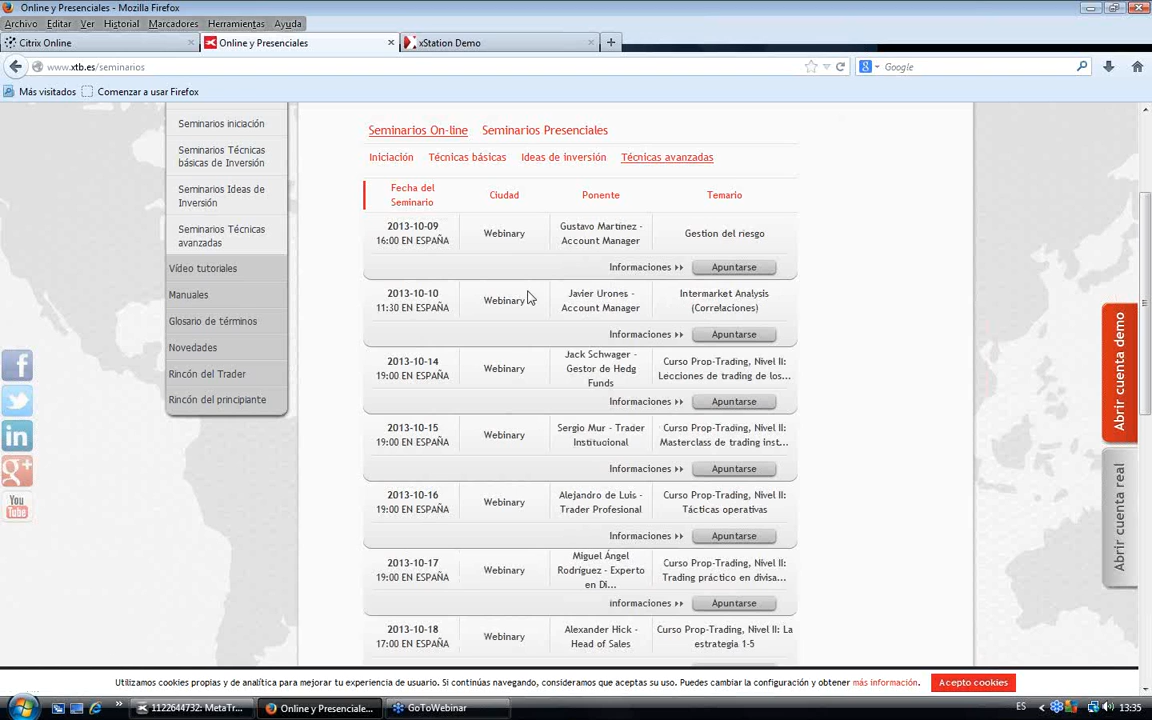 Online y Presenciales - Mozilla Firefox
Archivo Editar Ver Historial Marcadores Herramientas Ayuda
Citrix Online
Online y Presenciales
xStation Demo
www.xtb.es/seminarios
Google
Más visitados
Comenzar a usar Firefox
Seminarios iniciación
Seminarios Técnicas
básicas de Inversión
Seminarios Ideas de
Inversión
Seminarios Técnicas
avanzadas
Vídeo tutoriales
Manuales
Glosario de términos
Novedades
Rincón del Trader
Rincón del principiante
Seminarios On-line Seminarios Presenciales
Iniciación Técnicas básicas Ideas de inversión Técnicas avanzadas
Fecha del
Seminario
Ciudad
Ponente
Temario
2013-10-09
16:00 EN ESPAÑA
Webinary
Gustavo Martínez -
Account Manager
Gestion del riesgo
Informaciones
Apuntarse
2013-10-10
11:30 EN ESPAÑA
Webinary
Javier Urones -
Account Manager
Intermarket Analysis
(Correlaciones)
Informaciones
Apuntarse
2013-10-14
19:00 EN ESPAÑA
Webinary
Jack Schwager -
Gestor de Hedg
Funds
Curso Prop-Trading, Nivel II:
Lecciones de trading de los...
Informaciones
Apuntarse
2013-10-15
19:00 EN ESPAÑA
Webinary
Sergio Mur - Trader
Institucional
Curso Prop-Trading, Nivel II:
Masterclass de trading inst...
Informaciones
Apuntarse
2013-10-16
19:00 EN ESPAÑA
Webinary
Alejandro de Luis -
Trader Profesional
Curso Prop-Trading, Nivel II:
Tácticas operativas
Informaciones
Apuntarse
2013-10-17
19:00 EN ESPAÑA
Webinary
Miguel Ángel
Rodríguez - Experto
en Di...
Curso Prop-Trading, Nivel II:
Trading práctico en divisa...
Informaciones
Apuntarse
2013-10-18
17:00 EN ESPAÑA
Webinary
Alexander Hick -
Head of Sales
Curso Prop-Trading, Nivel II: La
estrategia 1-5
Abrir cuenta demo
Abrir cuenta real
You
Tube
Utilizamos cookies propias y de analítica para mejorar tu experiencia de usuario. Si continúas navegando, consideramos que aceptas su uso. Puedes cambiar la configuración y obtener más información.
Acepto cookies
1122644732: MetaTr...
Online y Presenciale...
GoToWebinar
ES
13:35